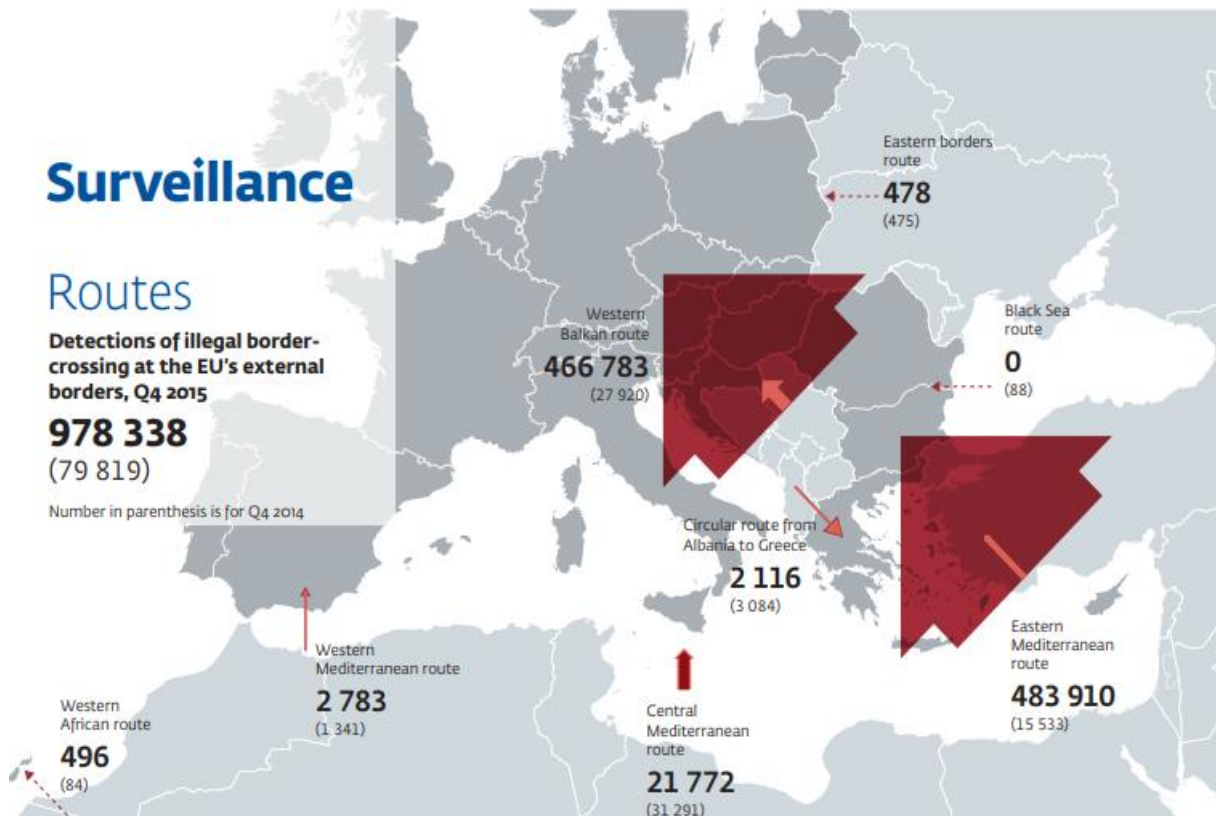 Surveillance
Routes
Detections of illegal border-
crossing at the EU's external
borders, Q4 2015
978 338
(79 819)
Number in parenthesis is for Q4 2014
Eastern borders
route
478
(475)
Western
Balkan route
466 783
(27 920)
Black Sea
route
0
(88)
Circular route from
Albania to Greece
2 116
(3 084)
Eastern
Mediterranean
route
483 910
(15 533)
Western
Mediterranean route
2 783
(1 341)
Central
Mediterranean
route
21 772
(31 291)
Western
African route
496
(84)